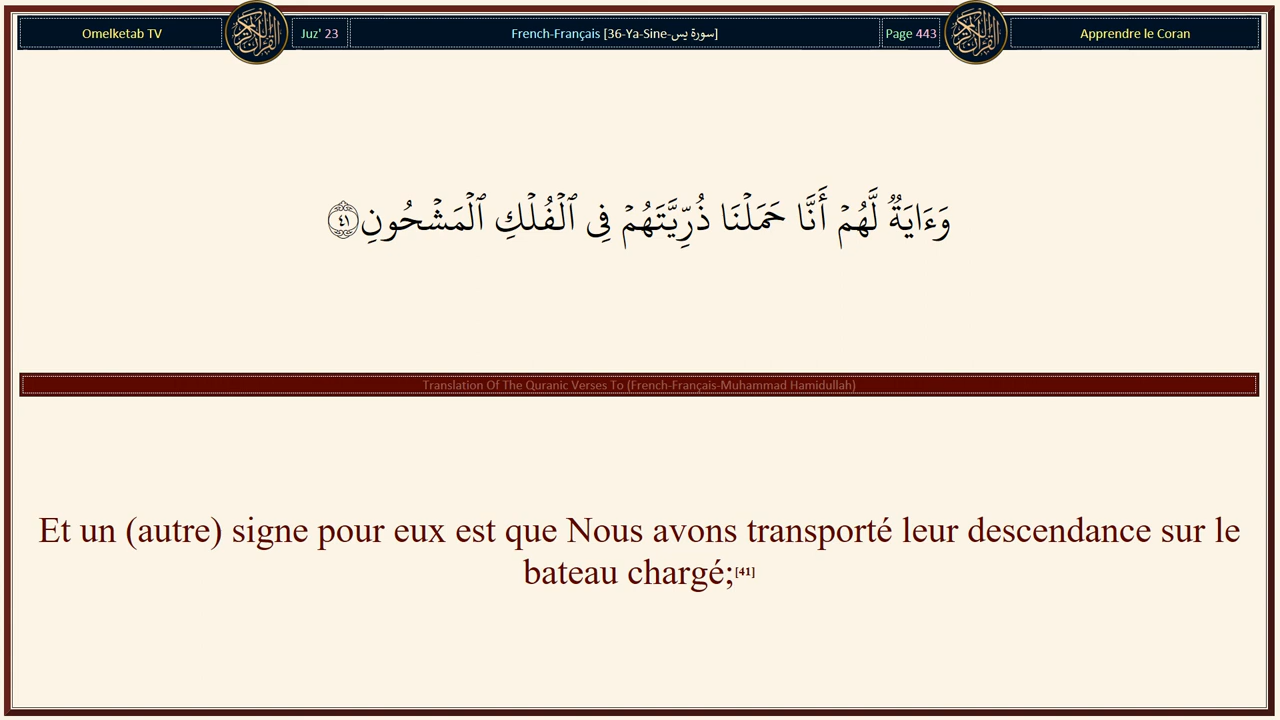 Omelketab TV
Juz' 23
French-Français [36-Ya-Sine-سورة يس]
Page 443
Apprendre le Coran
وَءَايَةٌ لَّهُمْ أَنَّا حَمَلْنَا ذُرِّيَّتَهُمْ فِى ٱلْفُلْكِ ٱلْمَشْحُونِ ٤١
Translation Of The Quranic Verses To (French-Français-Muhammad Hamidullah)
Et un (autre) signe pour eux est que Nous avons transporté leur descendance sur le
bateau chargé;[41]